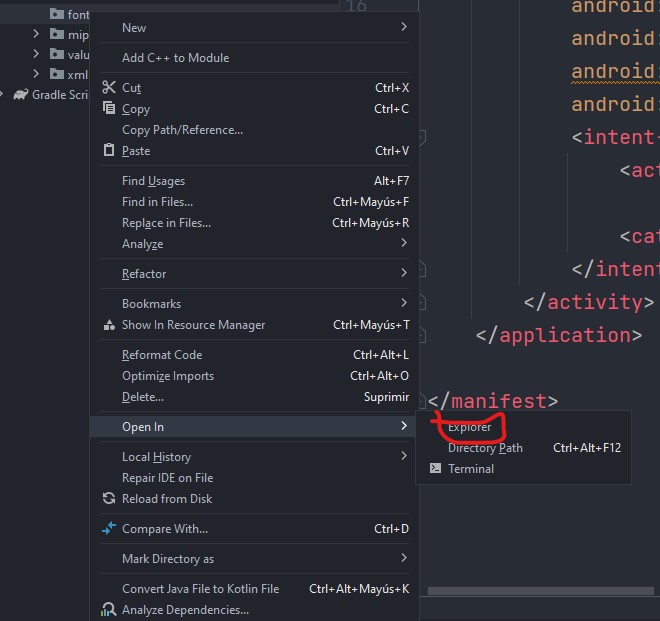 font
mip
valu
xml
Gradle Scri
New
Add C++ to Module
Cut Ctrl+X
Copy Ctrl+C
Copy Path/Reference...
Paste Ctrl+V
Find Usages Alt+F7
Find in Files... Ctrl+Mayús+F
Replace in Files... Ctrl+Mayús+R
Analyze
Refactor
Bookmarks
Show In Resource Manager Ctrl+Mayús+T
Reformat Code Ctrl+Alt+L
Optimize Imports Ctrl+Alt+O
Delete... Suprimir
Open In
Local History
Repair IDE on File
Reload from Disk
Compare With... Ctrl+D
Mark Directory as
Convert Java File to Kotlin File Ctrl+Alt+Mayús+K
Analyze Dependencies...
Explorer
Directory Path Ctrl+Alt+F12
Terminal
16
android:
android:
android:
android:
<intent-
<act
<cat
</intent
</activity>
</application>
</manifest>